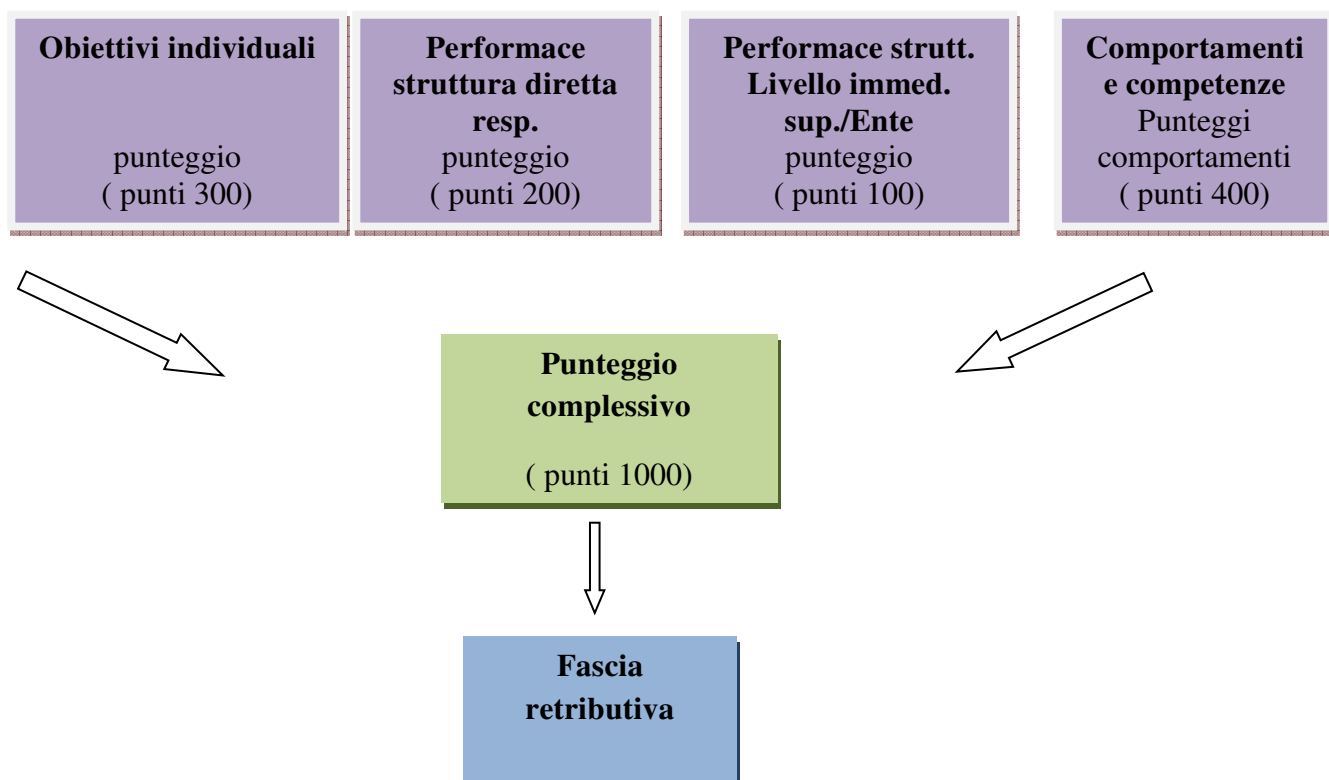 Obiettivi individuali
punteggio
( punti 300)
Performace
struttura diretta
resp.
punteggio
( punti 200)
Performace strutt.
Livello immed.
sup./Ente
punteggio
( punti 100)
Comportamenti
e competenze
Punteggi
comportamenti
( punti 400)
Punteggio
complessivo
( punti 1000)
Fascia
retributiva